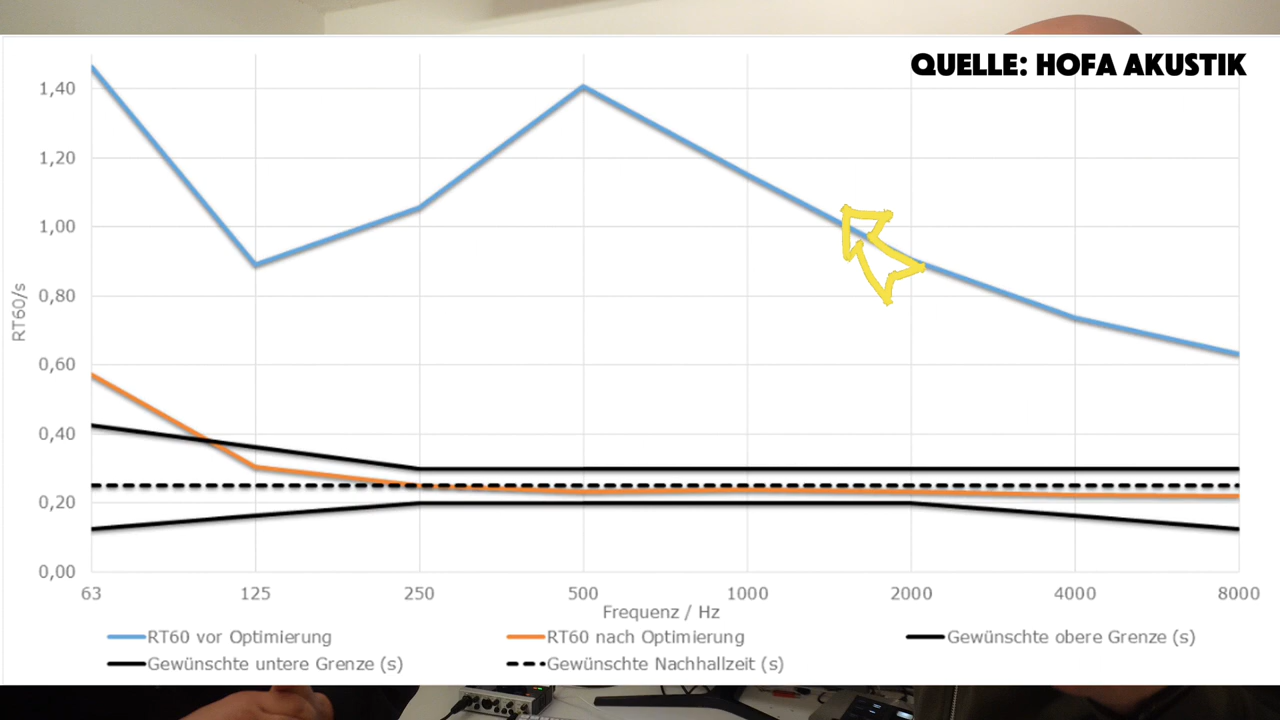 QUELLE: HOFA AKUSTIK
1,40
1,20
1,00
0,80
0,60
0,40
0,20
0,00
RT60/s
63 125 250 500 1000 2000 4000 8000
Frequenz / Hz
RT60 vor Optimierung RT60 nach Optimierung Gewünschte obere Grenze (s)
Gewünschte untere Grenze (s) Gewünschte Nachhallzeit (s)